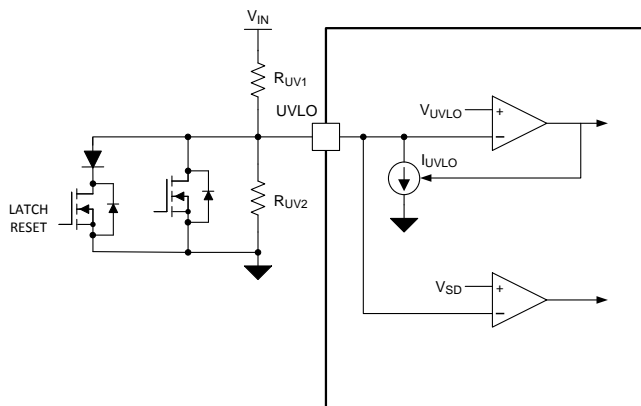 VIN
RUV1
UVLO
VUVLO
+
−
IUVLO
RUV2
LATCH
RESET
VSD
+
−